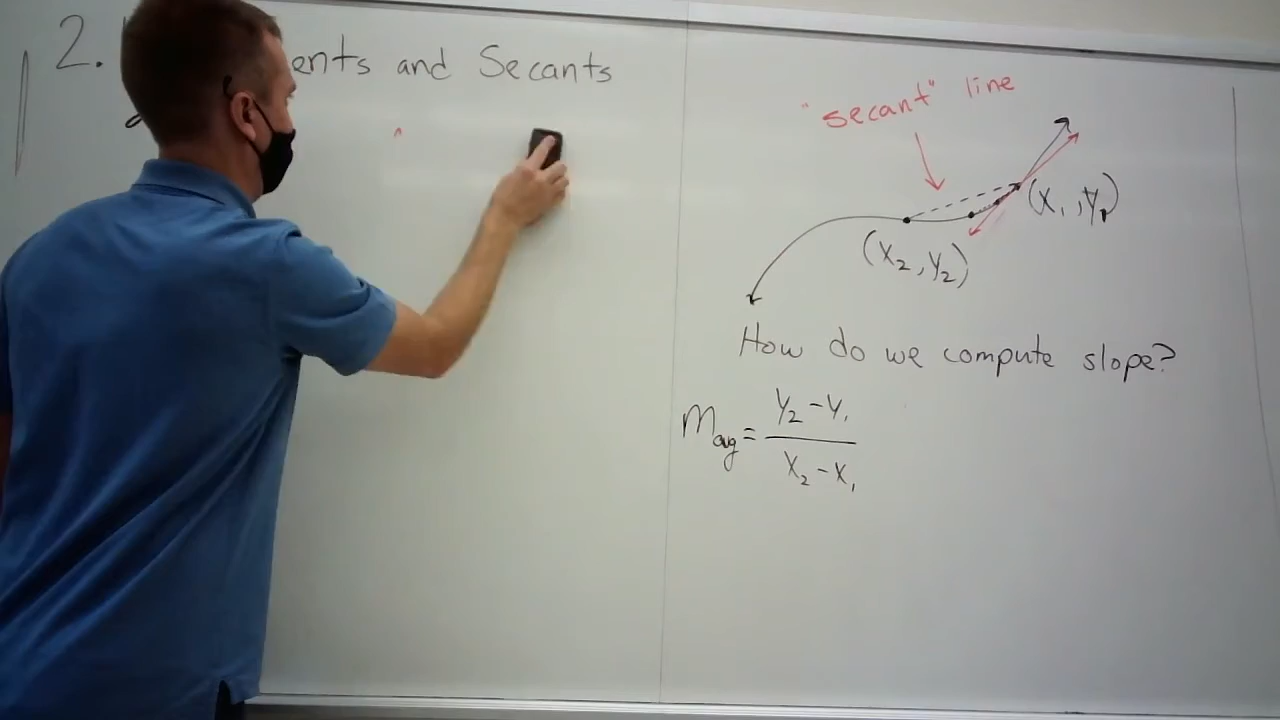 2. ents and Secants
"secant" line
(x₁, y₁)
(x₂, y₂)
How do we compute slope?
m_avg = (y₂ - y₁) / (x₂ - x₁)